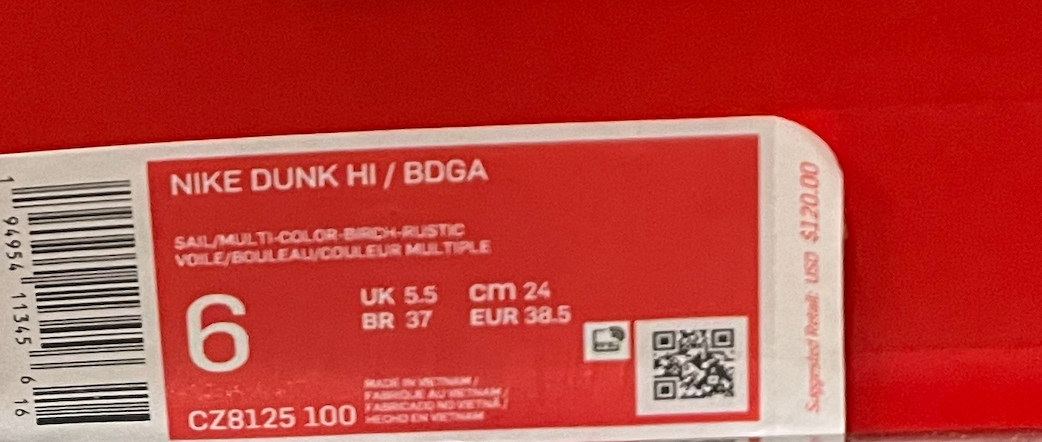 NIKE DUNK HI / BDGA
SAIL/MULTI-COLOR-BIRCH-RUSTIC
VOILE/BOULEAU/COULEUR MULTIPLE
6
UK 5.5 cm 24
BR 37 EUR 38.5
MADE IN VIETNAM /
FABRIQUE AU VIETNAM /
FABRICADO NO VIETNÃ /
HECHO EN VIETNAM
CZ8125 100
1 94954 11345 6 16
Suggested Retail: USD $120.00